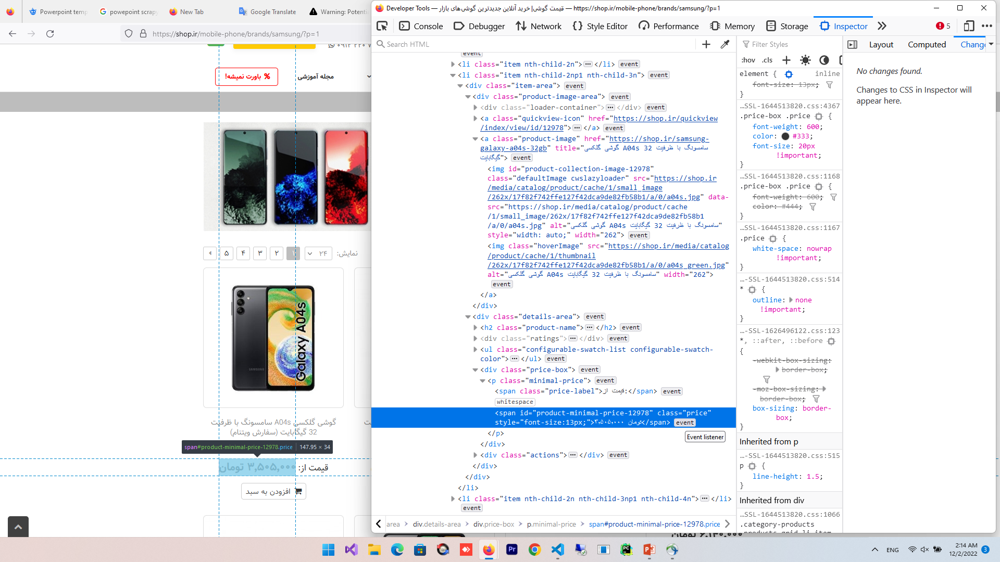 Powerpoint temp
powepoint scrapy
New Tab
Google Translate
Warning: Potenti
https://shop.ir/mobile-phone/brands/samsung/?p=1
% باورت نمیشه!
مجله آموزشی
نمایش:
۲۴
۱
۲
۳
۴
۵
Galaxy A04s
SAMSUNG
گوشی گلکسی A04s سامسونگ با ظرفیت
32 گیگابایت (سفارش ویتنام)
span#product-minimal-price-12978.price
147.95 × 34
قیمت از: ۳,۵۰۵,۰۰۰ تومان
افزودن به سبد
Developer Tools — قیمت گوشی| خرید آنلاین جدیدترین گوشی‌های بازار — https://shop.ir/mobile-phone/brands/samsung/?p=1
Console
Debugger
Network
Style Editor
Performance
Memory
Storage
Inspector
5
Search HTML
event
<li class="item nth-child-2n"></li> event
<li class="item nth-child-2np1 nth-child-3n"> event
<div class="item-area"> event
<div class="product-image-area"> event
<div class="loader-container"></div> event
<a class="quickview-icon" href="https://shop.ir/quickview
/index/view/id/12978"></a> event
<a class="product-image" href="https://shop.ir/samsung-
galaxy-a04s-32gb" title="گوشی گلکسی A04s سامسونگ با ظرفیت 32
گیگابایت"> event
<img id="product-collection-image-12978"
class="defaultImage cwslazyloader" src="https://shop.ir
/media/catalog/product/cache/1/small_image
/262x/17f82f742ffe127f42dca9de82fb58b1/a/0/a04s.jpg" data-
src="https://shop.ir/media/catalog/product/cache
/1/small_image/262x/17f82f742ffe127f42dca9de82fb58b1
/a/0/a04s.jpg" alt="گوشی گلکسی A04s سامسونگ با ظرفیت 32 گیگابایت"
style="width: auto;" width="262"> event
<img class="hoverImage" src="https://shop.ir/media/catalog
/product/cache/1/thumbnail
/262x/17f82f742ffe127f42dca9de82fb58b1/a/0/a04s_green.jpg"
alt="گوشی گلکسی A04s سامسونگ با ظرفیت 32 گیگابایت" width="262">
event
</a>
</div>
<div class="details-area"> event
<h2 class="product-name"></h2> event
<div class="ratings"></div> event
<ul class="configurable-swatch-list configurable-swatch-
color"></ul> event
<div class="price-box"> event
<p class="minimal-price"> event
<span class="price-label">قیمت از:</span> event
whitespace
<span id="product-minimal-price-12978" class="price"
style="font-size:13px;">۳,۵۰۵,۰۰۰ تومان</span> event
</p>
Event listener
</div>
<div class="actions"></div> event
</div>
</div>
</li>
<li class="item nth-child-2n nth-child-3np1 nth-child-4n"></li>
event
area
div.details-area
div.price-box
p.minimal-price
span#product-minimal-price-12978.price
Filter Styles
:hov .cls
element { inline
font-size: 13px;
}
…SSL-1644513820.css:4367
.price-box .price {
font-weight: 600;
color: #333;
font-size: 20px
!important;
}
…SSL-1644513820.css:1168
.price-box .price {
font-weight: 600;
color: #444;
}
…SSL-1644513820.css:1167
.price {
white-space: nowrap
!important;
}
…-SSL-1644513820.css:514
* {
outline: none
!important;
}
…-SSL-1626496122.css:123
*, ::after, ::before
{
-webkit-box-sizing:
border-box;
-moz-box-sizing:
border-box;
box-sizing: border-
box;
}
Inherited from p
…-SSL-1644513820.css:515
p {
line-height: 1.5;
}
Inherited from div
…SSL-1644513820.css:1066
.category-products
Layout
Computed
Change
No changes found.
Changes to CSS in Inspector will
appear here.
Pr
ENG
2:14 AM
12/2/2022
3